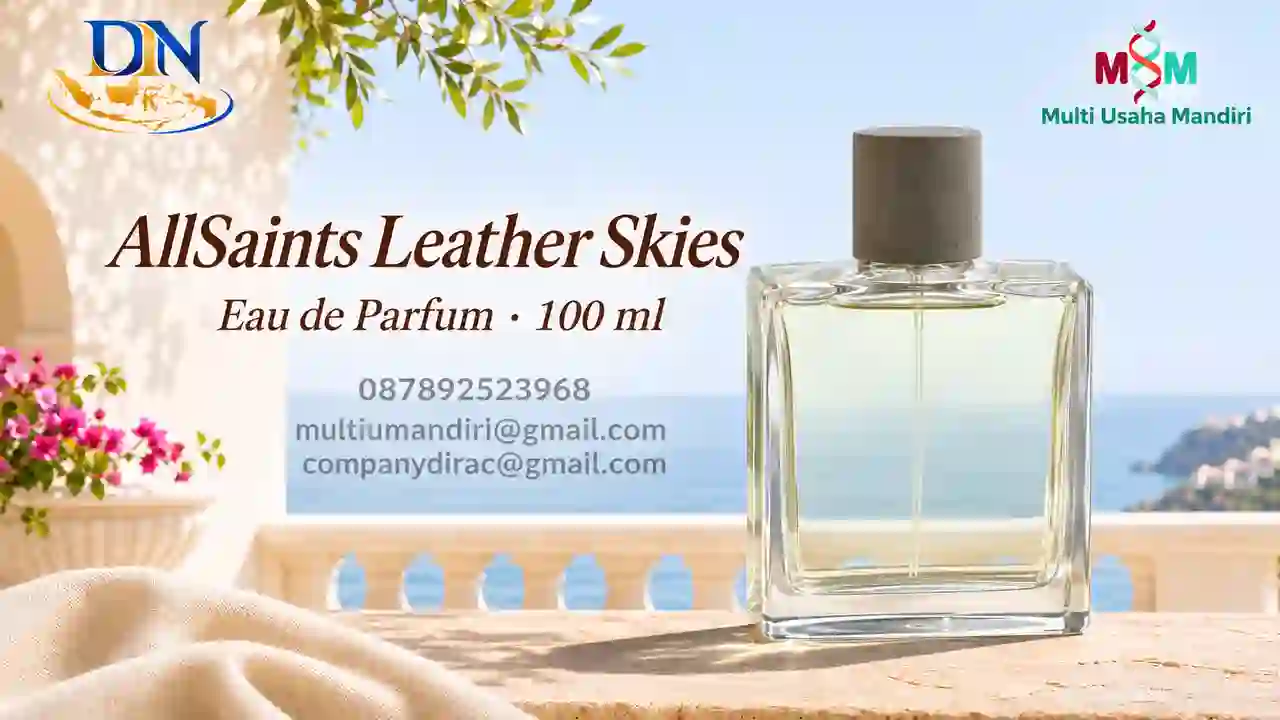 DN
M M
Multi Usaha Mandiri
AllSaints Leather Skies
Eau de Parfum · 100 ml
087892523968
multiumandiri@gmail.com
companydirac@gmail.com